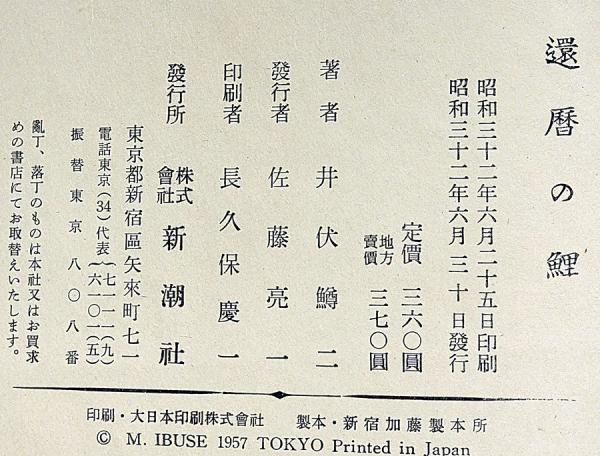 還暦の鯉
昭和三十二年六月二十五日印刷
昭和三十二年六月三十日發行
定價 三六〇圓
地方賣價 三七〇圓
著者 井伏鱒二
發行者 佐藤亮一
印刷者 長久保慶一
發行所 株式會社 新潮社
東京都新宿區矢來町七一
電話東京(34)代表(七一一一(九)
(六一〇一(五)
振替東京 八〇八番
亂丁、落丁のものは本社又はお買求
めの書店にてお取替えいたします。
印刷・大日本印刷株式會社 製本・新宿加藤製本所
© M. IBUSE 1957 TOKYO Printed in Japan